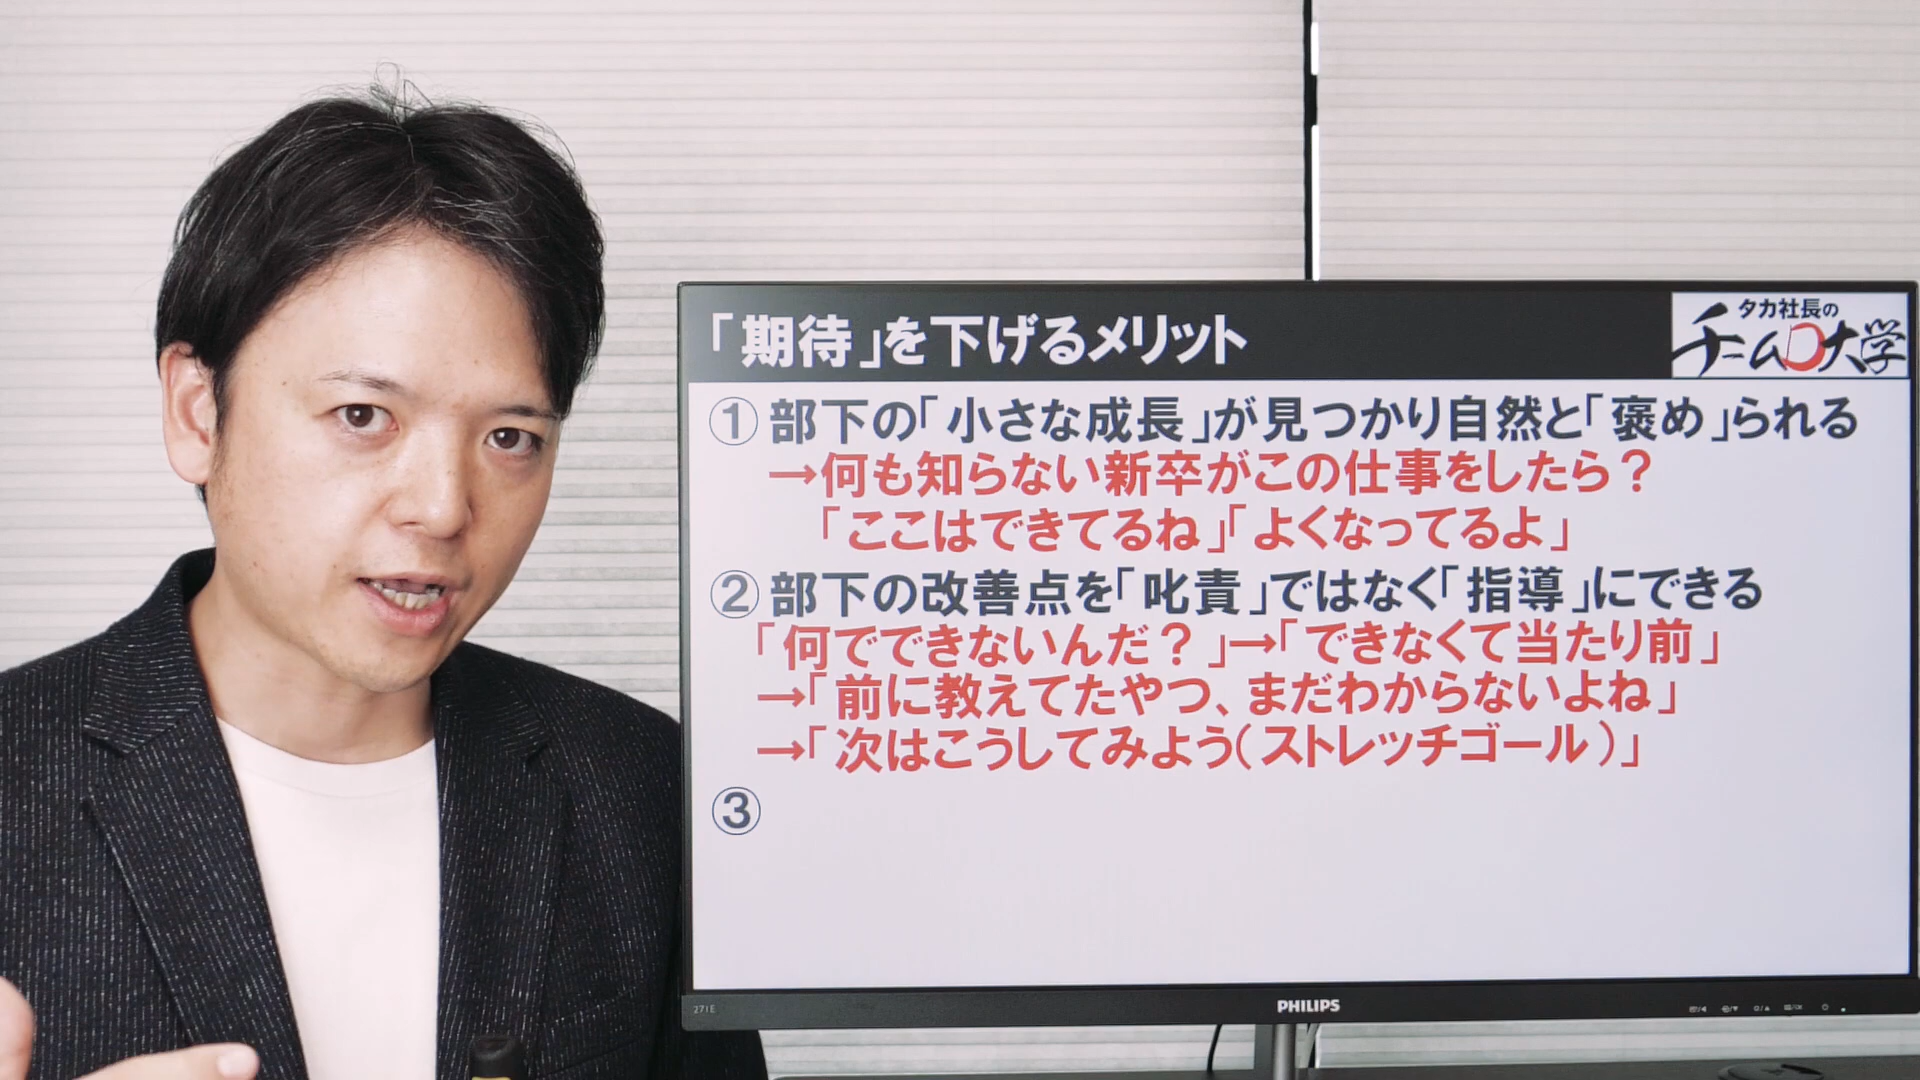 「期待」を下げるメリット
タカ社長の
チームD大学
①部下の「小さな成長」が見つかり自然と「褒め」られる
→何も知らない新卒がこの仕事をしたら？
「ここはできてるね」「よくなってるよ」
②部下の改善点を「叱責」ではなく「指導」にできる
「何でできないんだ？」→「できなくて当たり前」
→「前に教えてたやつ、まだわからないよね」
→「次はこうしてみよう（ストレッチゴール）」
③
271E
PHILIPS